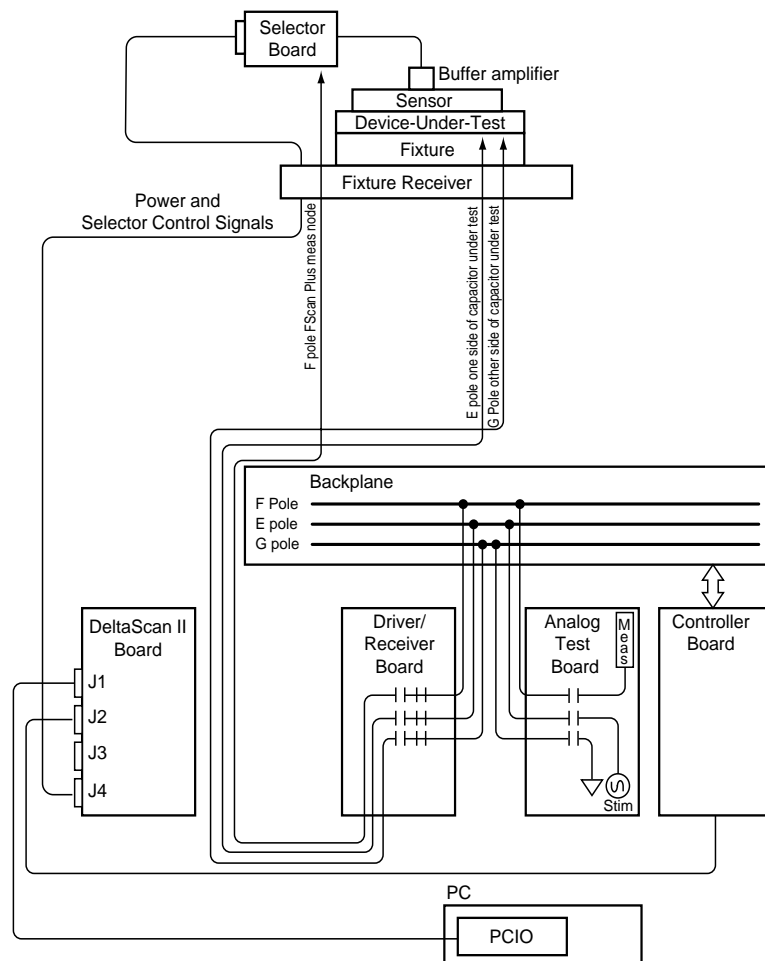 Selector
Board
Buffer amplifier
Sensor
Device-Under-Test
Fixture
Fixture Receiver
Power and
Selector Control Signals
F pole FScan Plus meas node
E pole one side of capacitor under test
G Pole other side of capacitor under test
Backplane
F Pole
E pole
G pole
DeltaScan II
Board
J1
J2
J3
J4
Driver/
Receiver
Board
Analog
Test
Board
Meas
Stim
Controller
Board
PC
PCIO